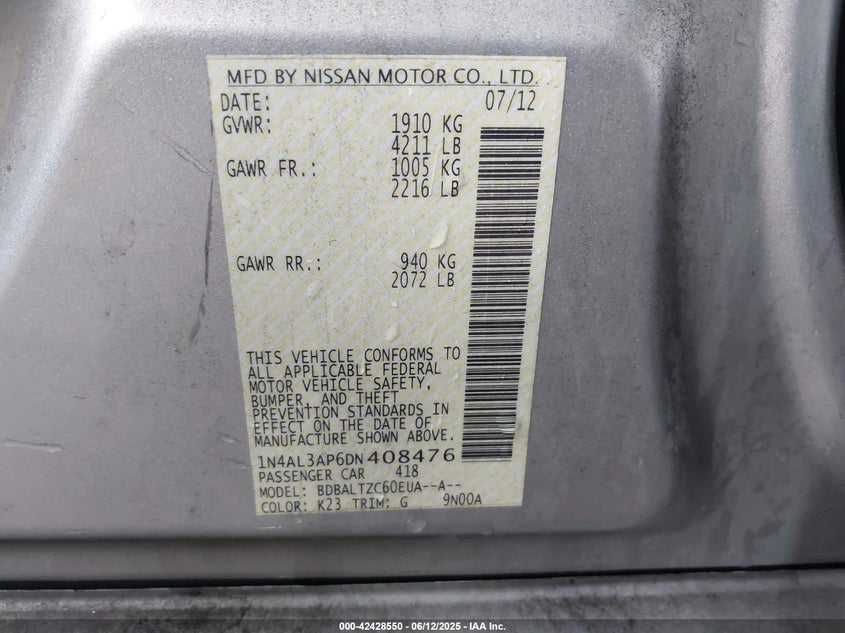 MFD BY NISSAN MOTOR CO., LTD.
DATE: 07/12
GVWR: 1910 KG
4211 LB
GAWR FR.: 1005 KG
2216 LB
GAWR RR.: 940 KG
2072 LB
THIS VEHICLE CONFORMS TO
ALL APPLICABLE FEDERAL
MOTOR VEHICLE SAFETY,
BUMPER, AND THEFT
PREVENTION STANDARDS IN
EFFECT ON THE DATE OF
MANUFACTURE SHOWN ABOVE.
1N4AL3AP6DN408476
PASSENGER CAR 418
MODEL: BDBALTZC60EUA--A--
COLOR: K23 TRIM: G 9N00A
000-42428550 - 06/12/2025 - IAA Inc.